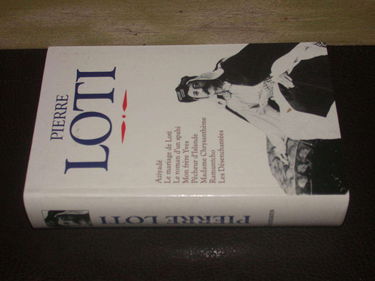 PIERRE
LOTI
Aziyadé
Le mariage de Loti
Le roman d'un spahi
Mon frère Yves
Pêcheur d'Islande
Madame Chrysanthème
Ramuntcho
Les Désenchantées
PIERRE LOTI